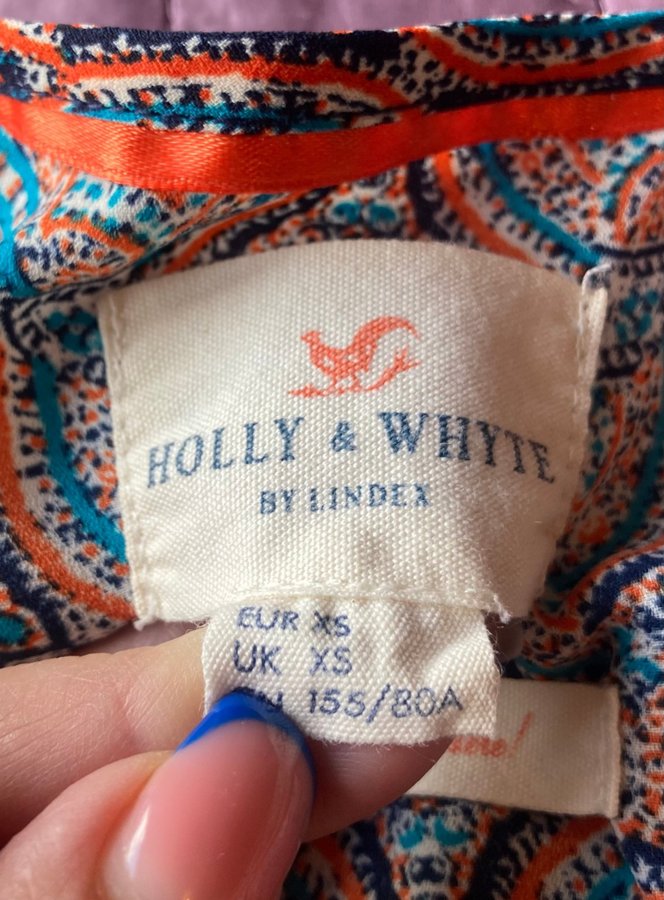 HOLLY & WHYTE
BY LINDEX
EUR XS
UK XS
155/80A